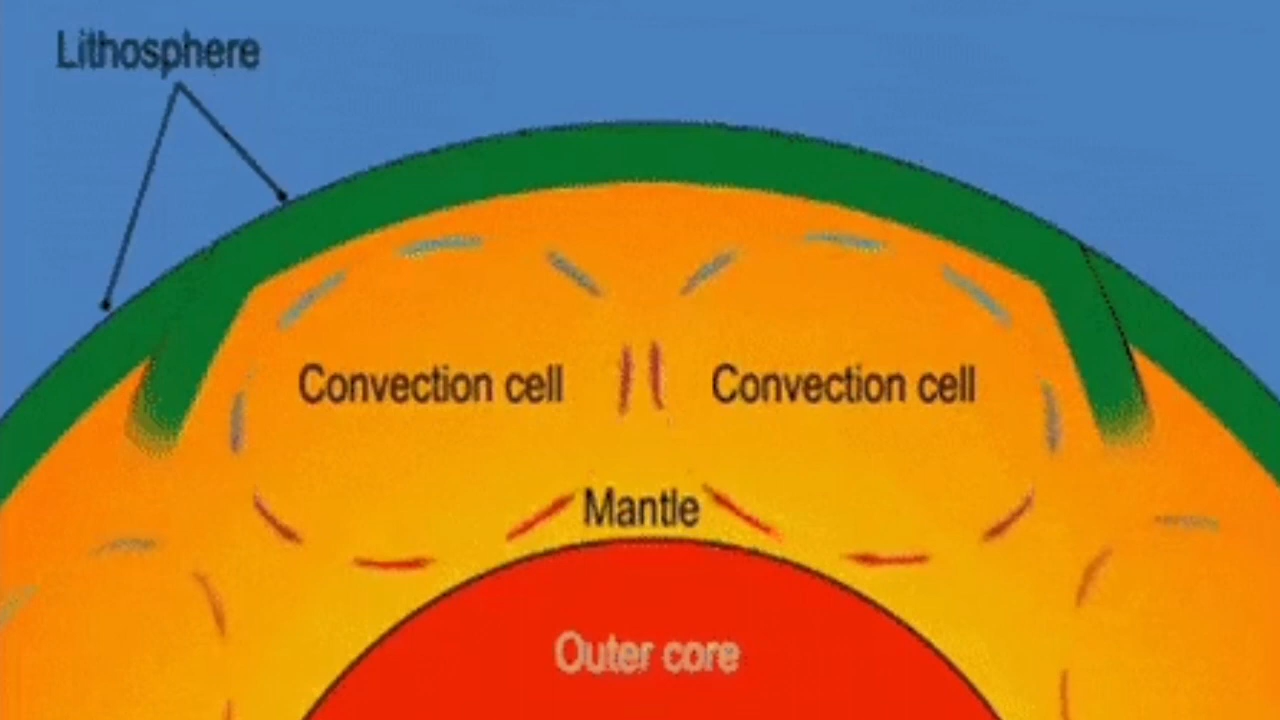 Lithosphere
Convection cell
Convection cell
Mantle
Outer core